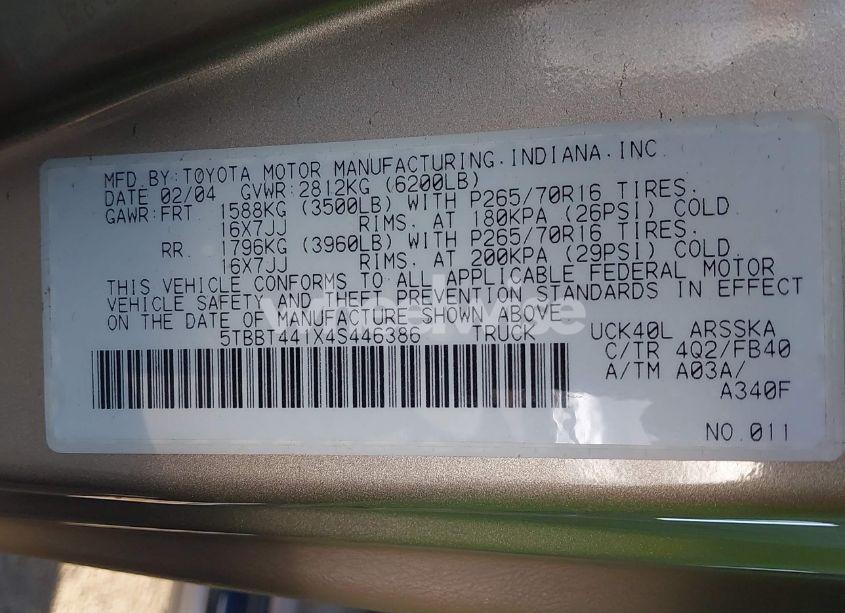 MFD.BY:TOYOTA MOTOR MANUFACTURING.INDIANA.INC
DATE 02/04 GVWR:2812KG (6200LB)
GAWR:FRT 1588KG (3500LB) WITH P265/70R16 TIRES.
16X7JJ RIMS. AT 180KPA (26PSI) COLD
RR. 1796KG (3960LB) WITH P265/70R16 TIRES.
16X7JJ RIMS. AT 200KPA (29PSI) COLD.
THIS VEHICLE CONFORMS TO ALL APPLICABLE FEDERAL MOTOR
VEHICLE SAFETY AND THEFT PREVENTION STANDARDS IN EFFECT
ON THE DATE OF MANUFACTURE SHOWN ABOVE.
wheelwise
5TBBT441X4S446386 TRUCK UCK40L ARSSKA
C/TR 4Q2/FB40
A/TM A03A/
A340F
NO.011